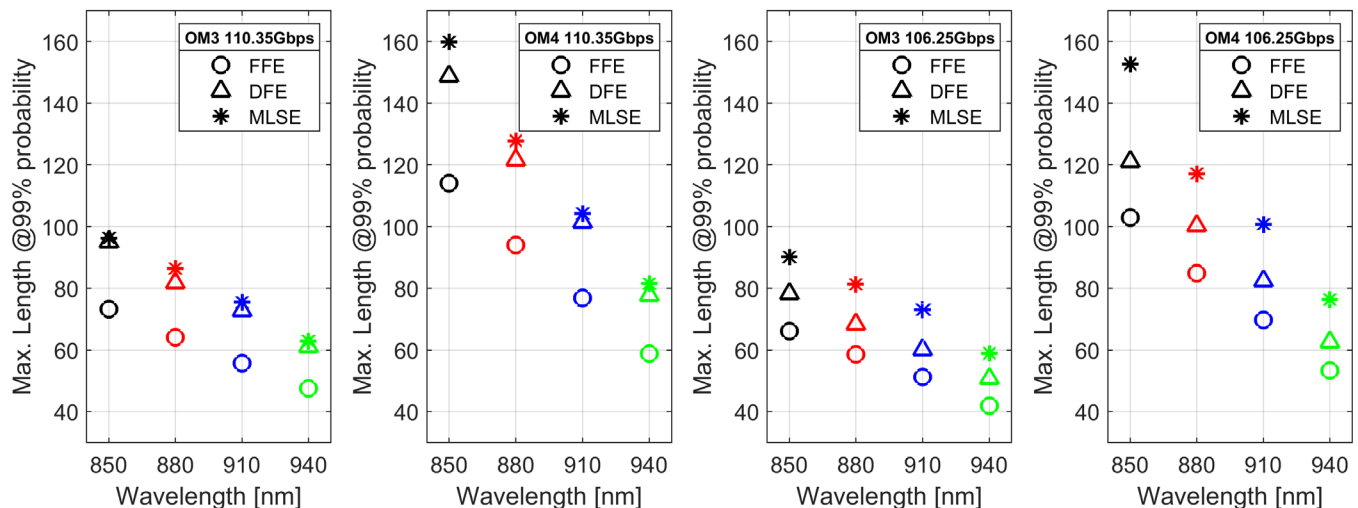 Max. Length @99% probability)
160
140
120
100
80
60
40
OM3 110.35Gbps
FFE
DFE
MLSE
850 880 910 940
Wavelength [nm]
Max. Length @99% probability)
160
140
120
100
80
60
40
OM4 110.35Gbps
FFE
DFE
MLSE
850 880 910 940
Wavelength [nm]
Max. Length @99% probability)
160
140
120
100
80
60
40
OM3 106.25Gbps
FFE
DFE
MLSE
850 880 910 940
Wavelength [nm]
Max. Length @99% probability)
160
140
120
100
80
60
40
OM4 106.25Gbps
FFE
DFE
MLSE
850 880 910 940
Wavelength [nm]